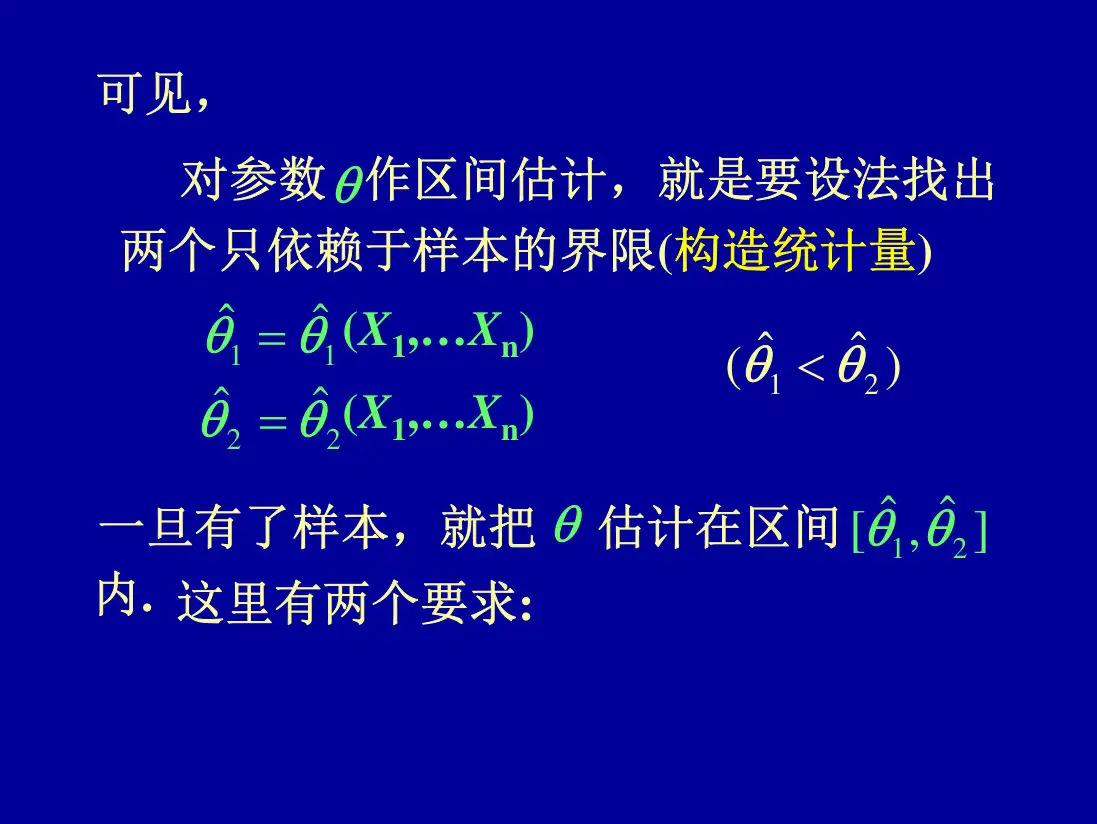 可见，
对参数θ作区间估计，就是要设法找出
两个只依赖于样本的界限(构造统计量)
θ̂₁ = θ̂₁(X₁,…Xₙ)
(θ̂₁ < θ̂₂)
θ̂₂ = θ̂₂(X₁,…Xₙ)
一旦有了样本，就把 θ 估计在区间 [θ̂₁,θ̂₂]
内. 这里有两个要求: